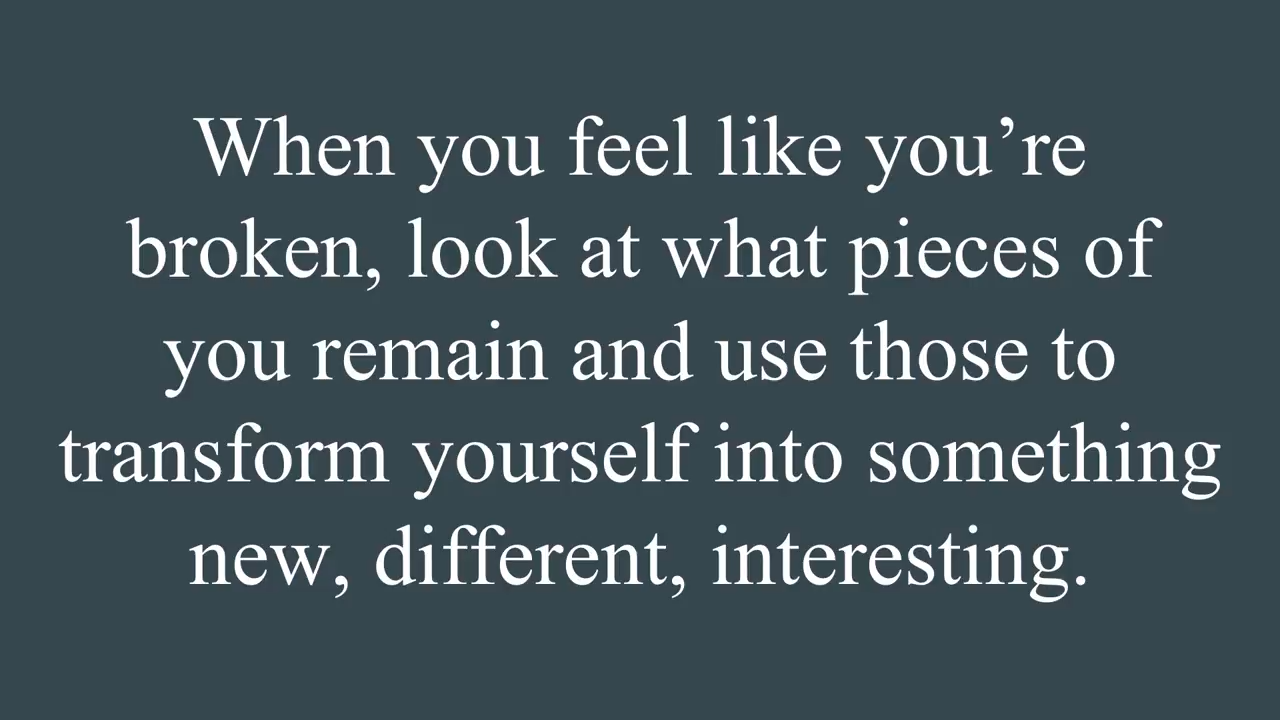 When you feel like you’re
broken, look at what pieces of
you remain and use those to
transform yourself into something
new, different, interesting.